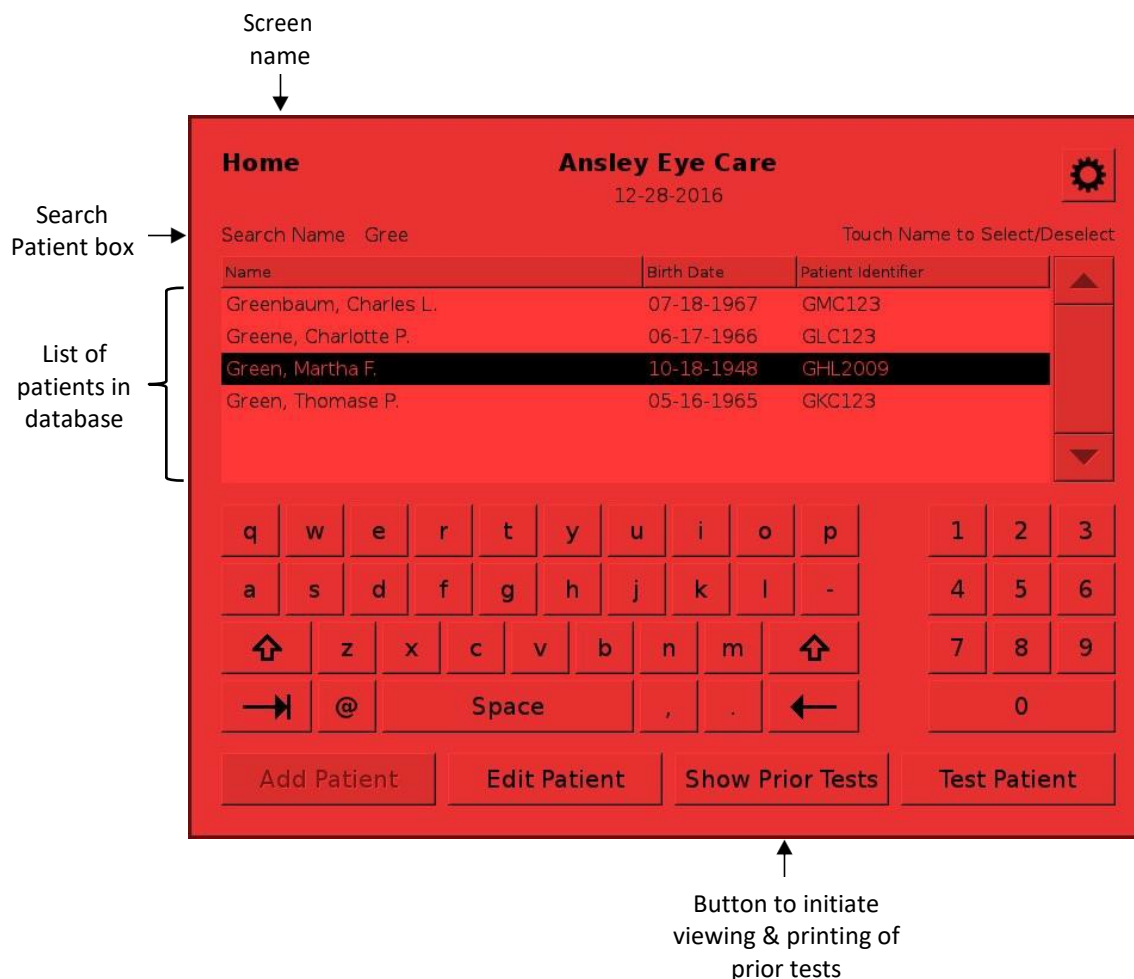 Screen
name
Home
Ansley Eye Care
12-28-2016
Search
Patient box
Search Name Gree
Touch Name to Select/Deselect
Name Birth Date Patient Identifier
Greenbaum, Charles L. 07-18-1967 GMC123
Greene, Charlotte P. 06-17-1966 GLC123
Green, Martha F. 10-18-1948 GHL2009
Green, Thomase P. 05-16-1965 GKC123
List of
patients in
database
q w e r t y u i o p 1 2 3
a s d f g h j k l - 4 5 6
z x c v b n m 7 8 9
@ Space , . 0
Add Patient Edit Patient Show Prior Tests Test Patient
Button to initiate
viewing & printing of
prior tests